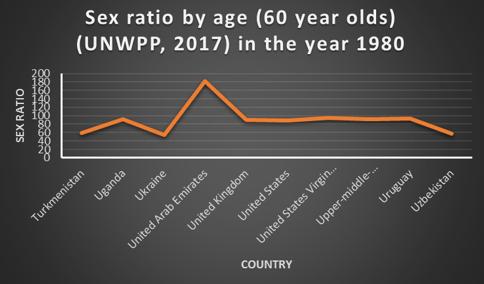 Sex ratio by age (60 year olds)
(UNWPP, 2017) in the year 1980
SEX RATIO
200
180
160
140
120
100
80
60
40
20
0
Turkmenistan
Uganda
Ukraine
United Arab Emirates
United Kingdom
United States
United States Virgin...
Upper-middle-...
Uruguay
Uzbekistan
COUNTRY